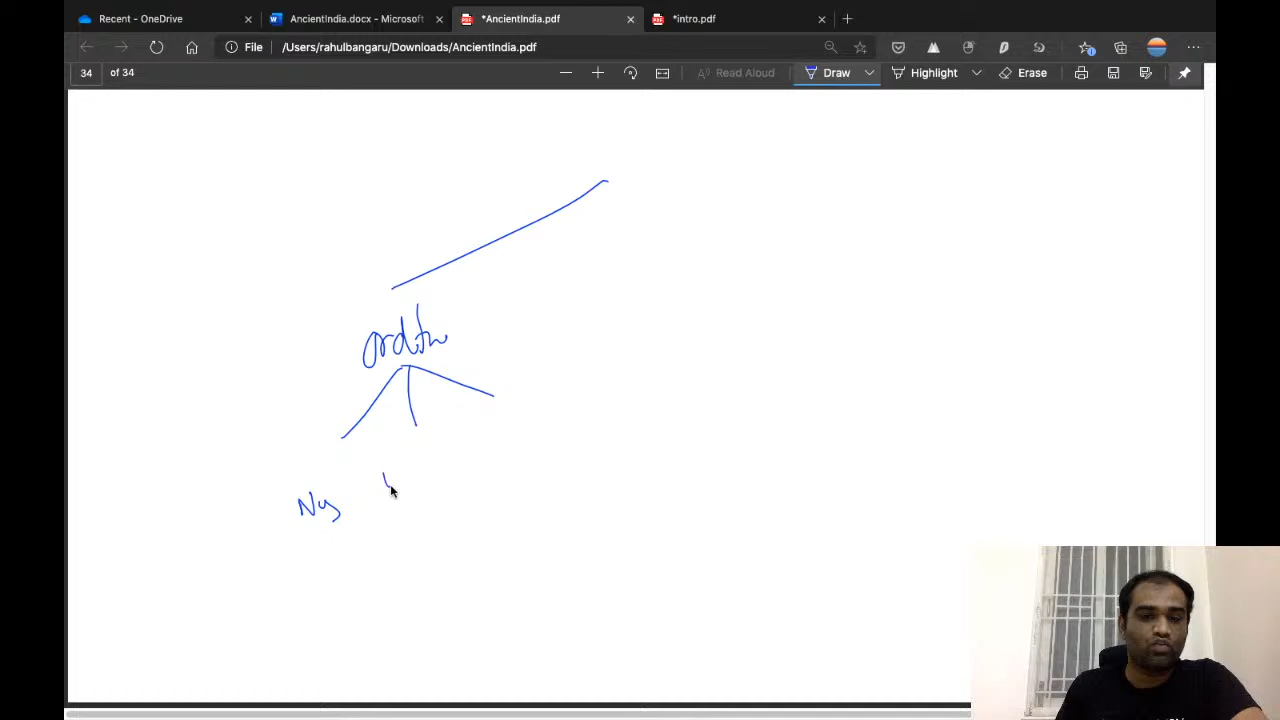 Recent - OneDrive
AncientIndia.docx - Microsoft
*AncientIndia.pdf
*intro.pdf
File /Users/rahulbangaru/Downloads/AncientIndia.pdf
34 of 34
Read Aloud
Draw
Highlight
Erase